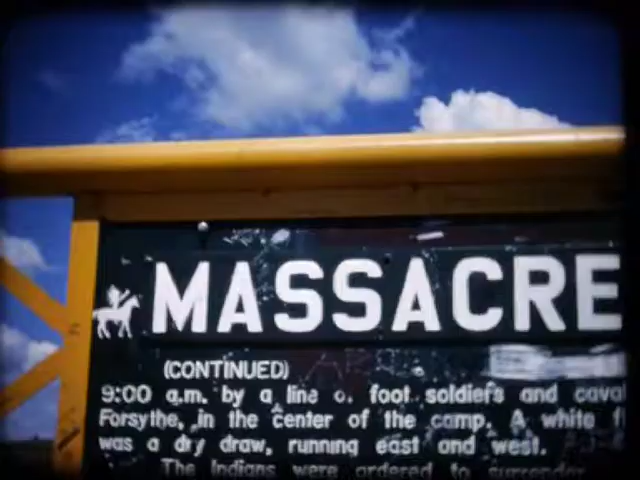 MASSACRE
(CONTINUED)
9:00 a.m. by a line o. foot soldiers and caval
Forsythe, in the center of the camp. A white f
was a dry draw, running east and west.
The Indians were ordered to surrender